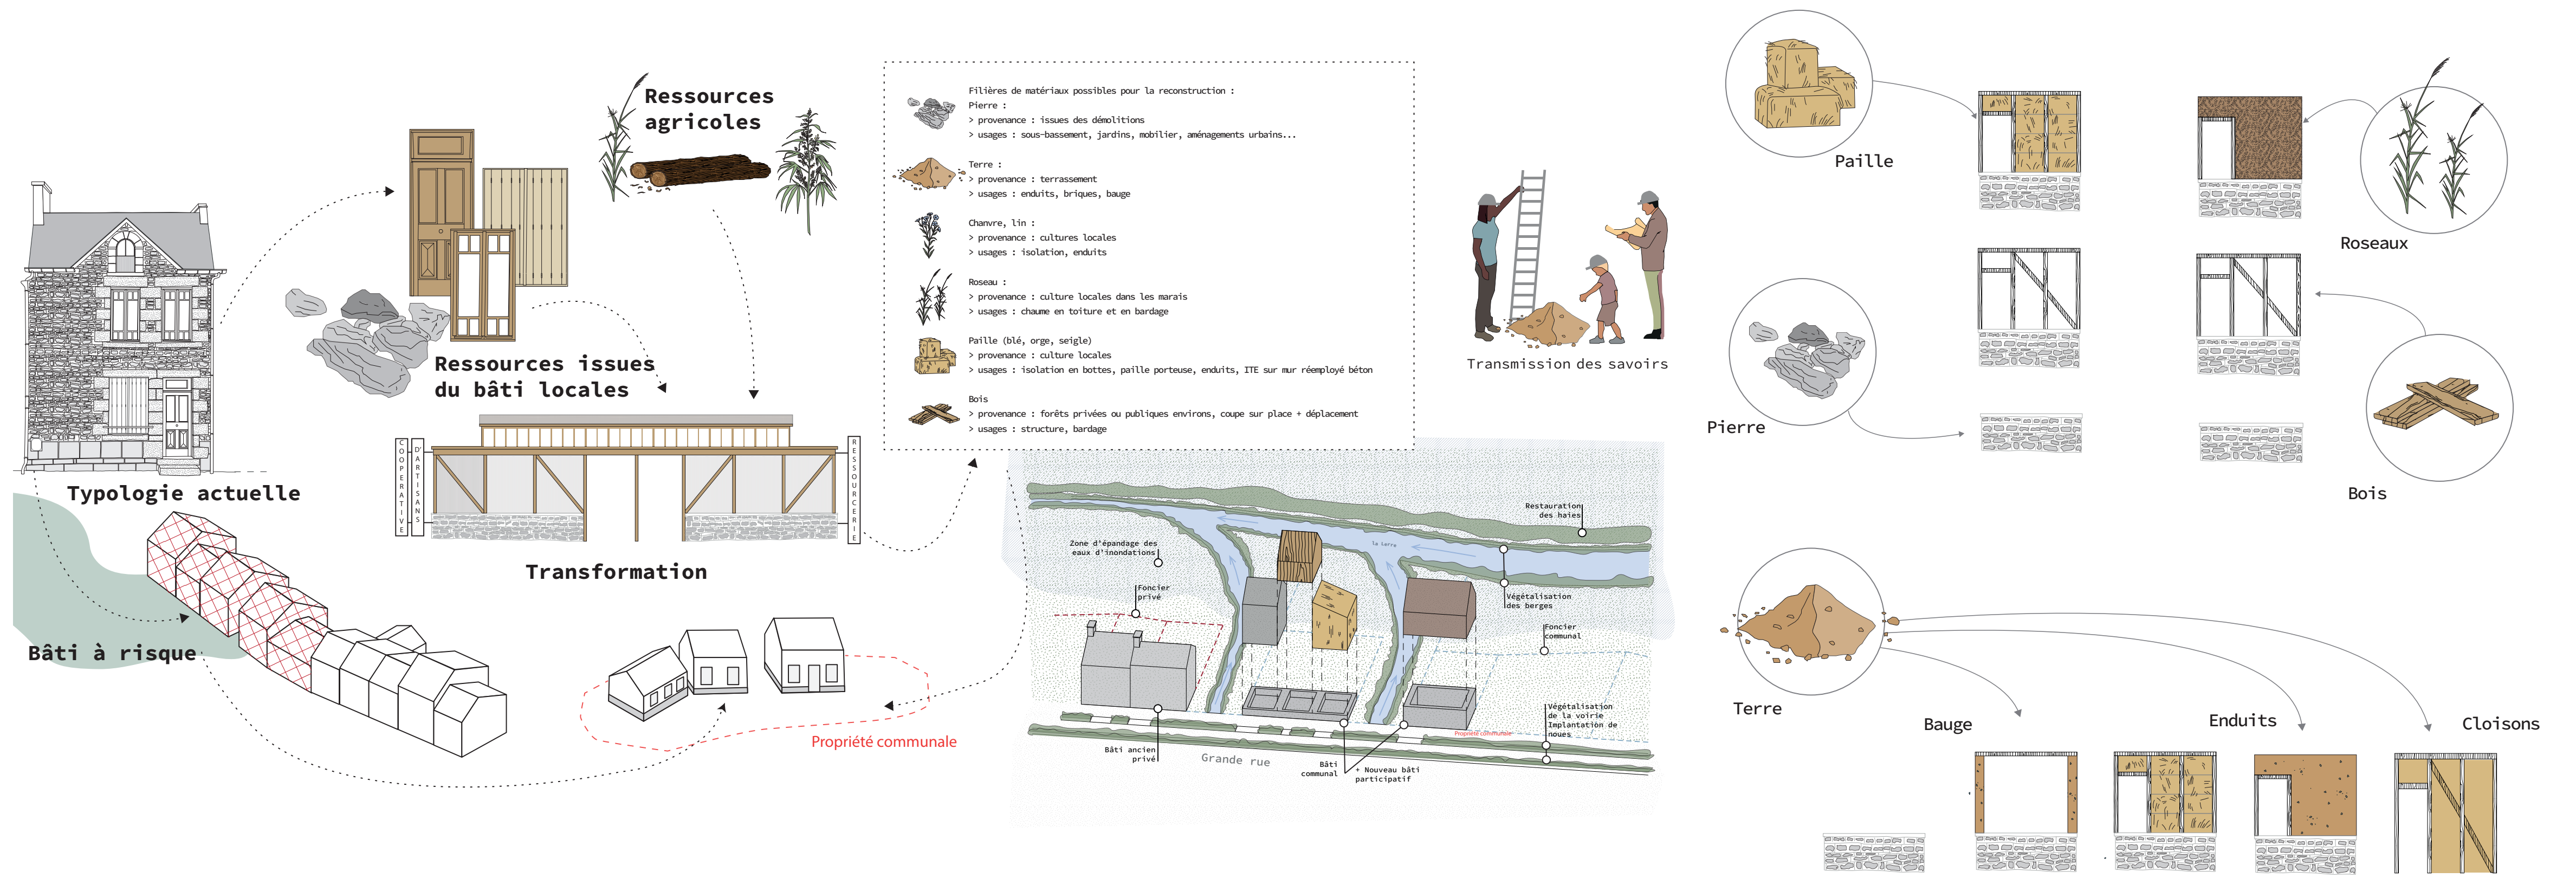 Typologie actuelle
Bâti à risque
Ressources issues
du bâti locales
Ressources
agricoles
COOPERATIVE
D'ARTISANS
RESSOURCERIE
Transformation
Propriété communale
Filières de matériaux possibles pour la reconstruction :
Pierre :
> provenance : issues des démolitions
> usages : sous-bassement, jardins, mobilier, aménagements urbains...
Terre :
> provenance : terrassement
> usages : enduits, briques, bauge
Chanvre, lin :
> provenance : cultures locales
> usages : isolation, enduits
Roseau :
> provenance : culture locales dans les marais
> usages : chaume en toiture et en bardage
Paille (blé, orge, seigle)
> provenance : culture locales
> usages : isolation en bottes, paille porteuse, enduits, ITE sur mur réemployé béton
Bois
> provenance : forêts privées ou publiques environs, coupe sur place + déplacement
> usages : structure, bardage
Transmission des savoirs
Restauration
des haies
Zone d'épandage des
eaux d'inondations
Foncier
privé
Végétalisation
des berges
Foncier
communal
Végétalisation
de la voirie
Implantation de
noues
Propriété communale
Bâti ancien
privé
Grande rue
Bâti
communal
+ Nouveau bâti
participatif
Paille
Roseaux
Pierre
Bois
Terre
Bauge
Enduits
Cloisons